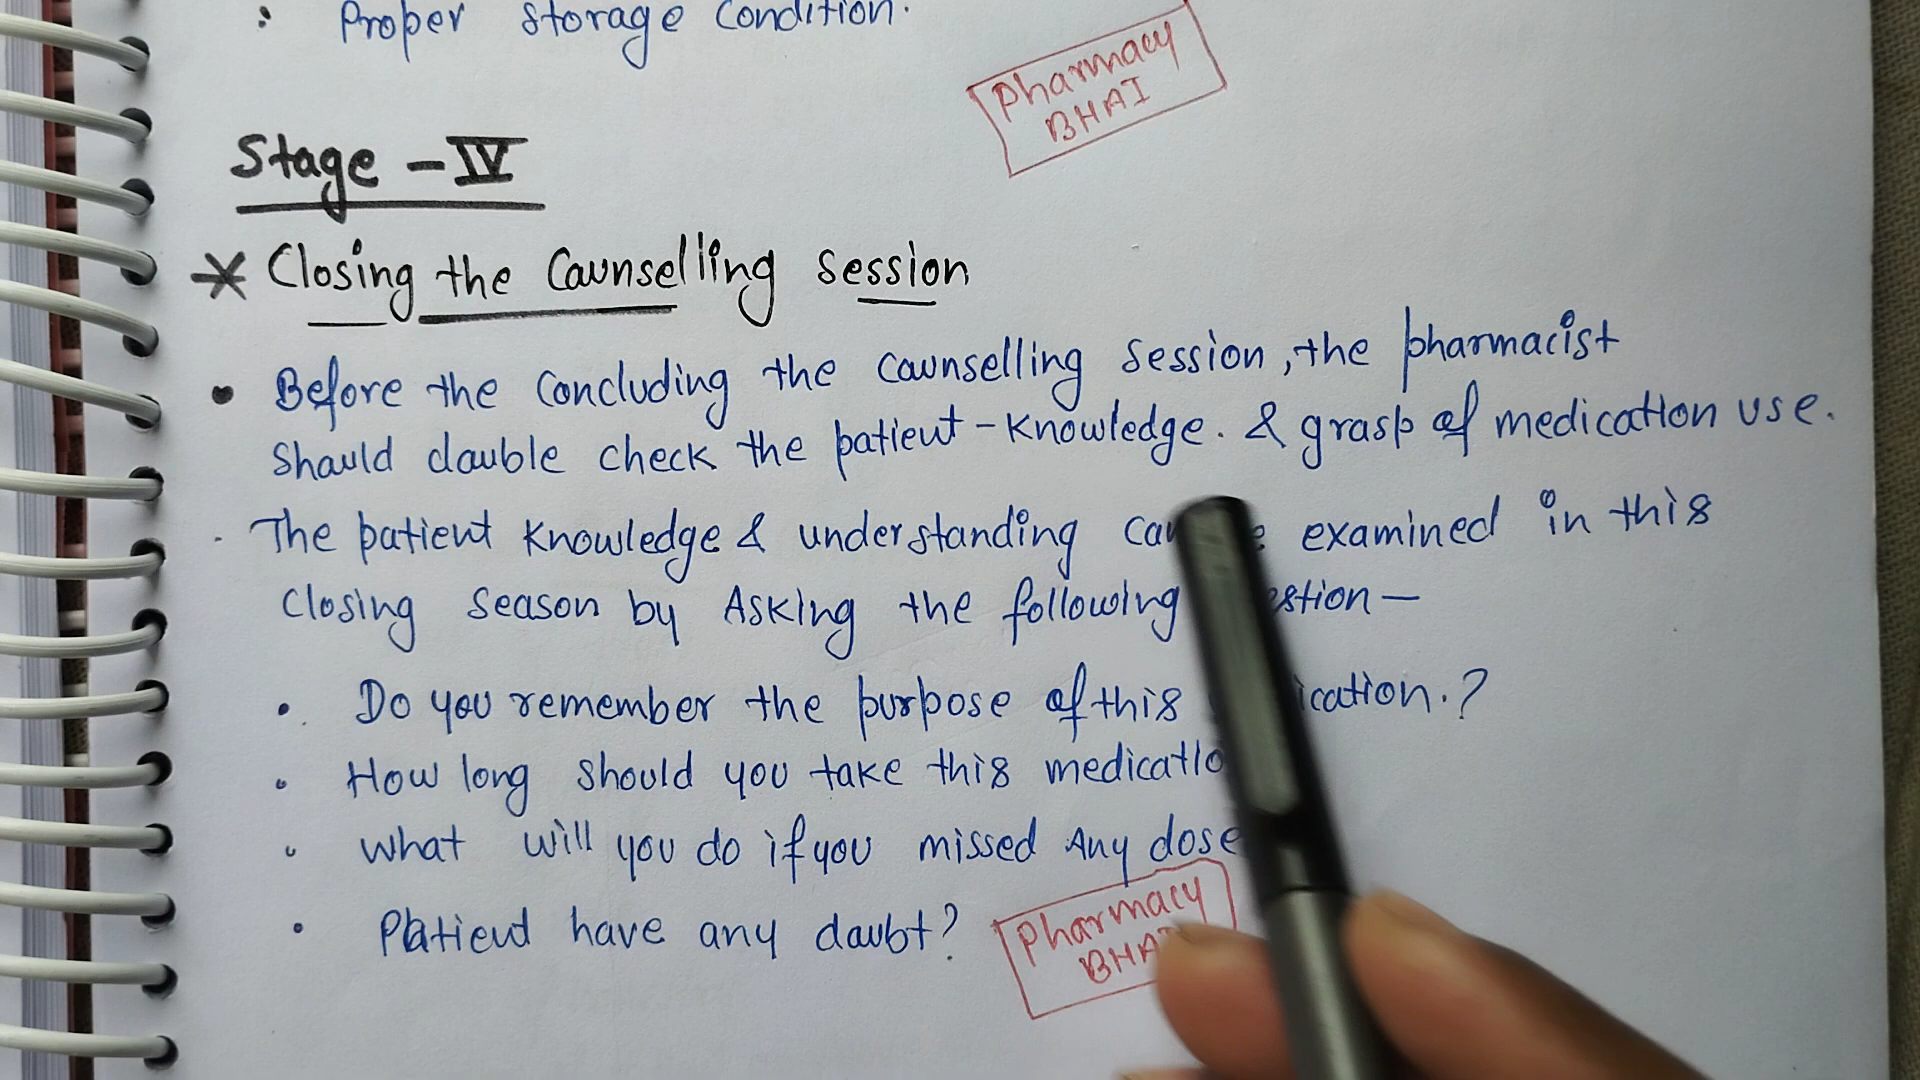 : Proper Storage Condition.
Pharmacy
BHAI
Stage - IV
* Closing the Counselling Session
• Before the Concluding the Counselling Session, the pharmacist
Should double check the patient - Knowledge. & grasp of medication use.
. The patient Knowledge & understanding examined in this
Closing Season by Asking the following
• Do you remember the purpose of this
• How long should you take this
• What will you do if you missed Any dose
• Patient have any doubt?
Pharmacy